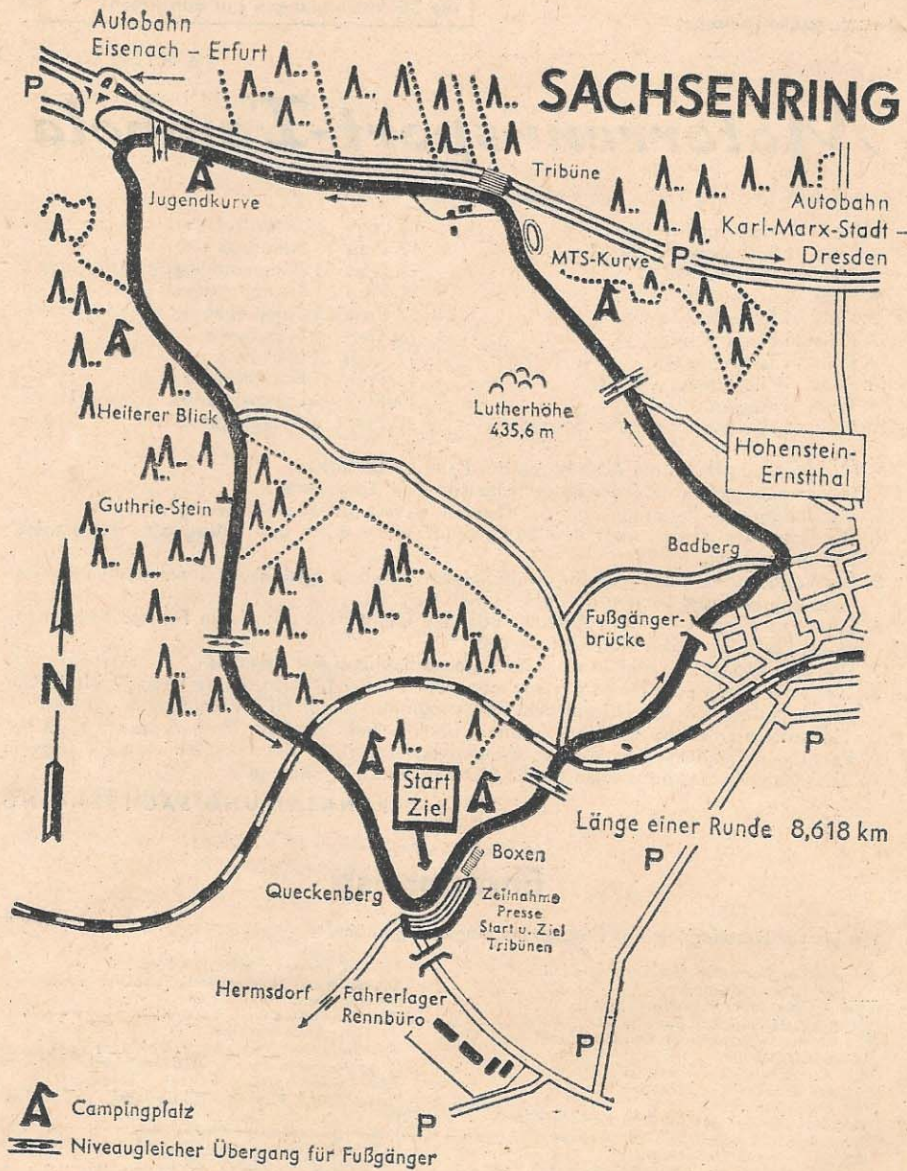 Autobahn
Eisenach – Erfurt
SACHSENRING
P
Tribüne
Jugendkurve
Autobahn
Karl-Marx-Stadt –
Dresden
MTS-Kurve
P
Lutherhöhe
435,6 m
Heiterer Blick
Hohenstein-
Ernstthal
Guthrie-Stein
Badberg
Fußgänger-
brücke
N
P
Start
Ziel
Länge einer Runde 8,618 km
Boxen
P
Queckenberg
Zeitnahme
Presse
Start u. Ziel
Tribünen
Hermsdorf
Fahrerlager
Rennbüro
P
P
Campingplatz
Niveaugleicher Übergang für Fußgänger